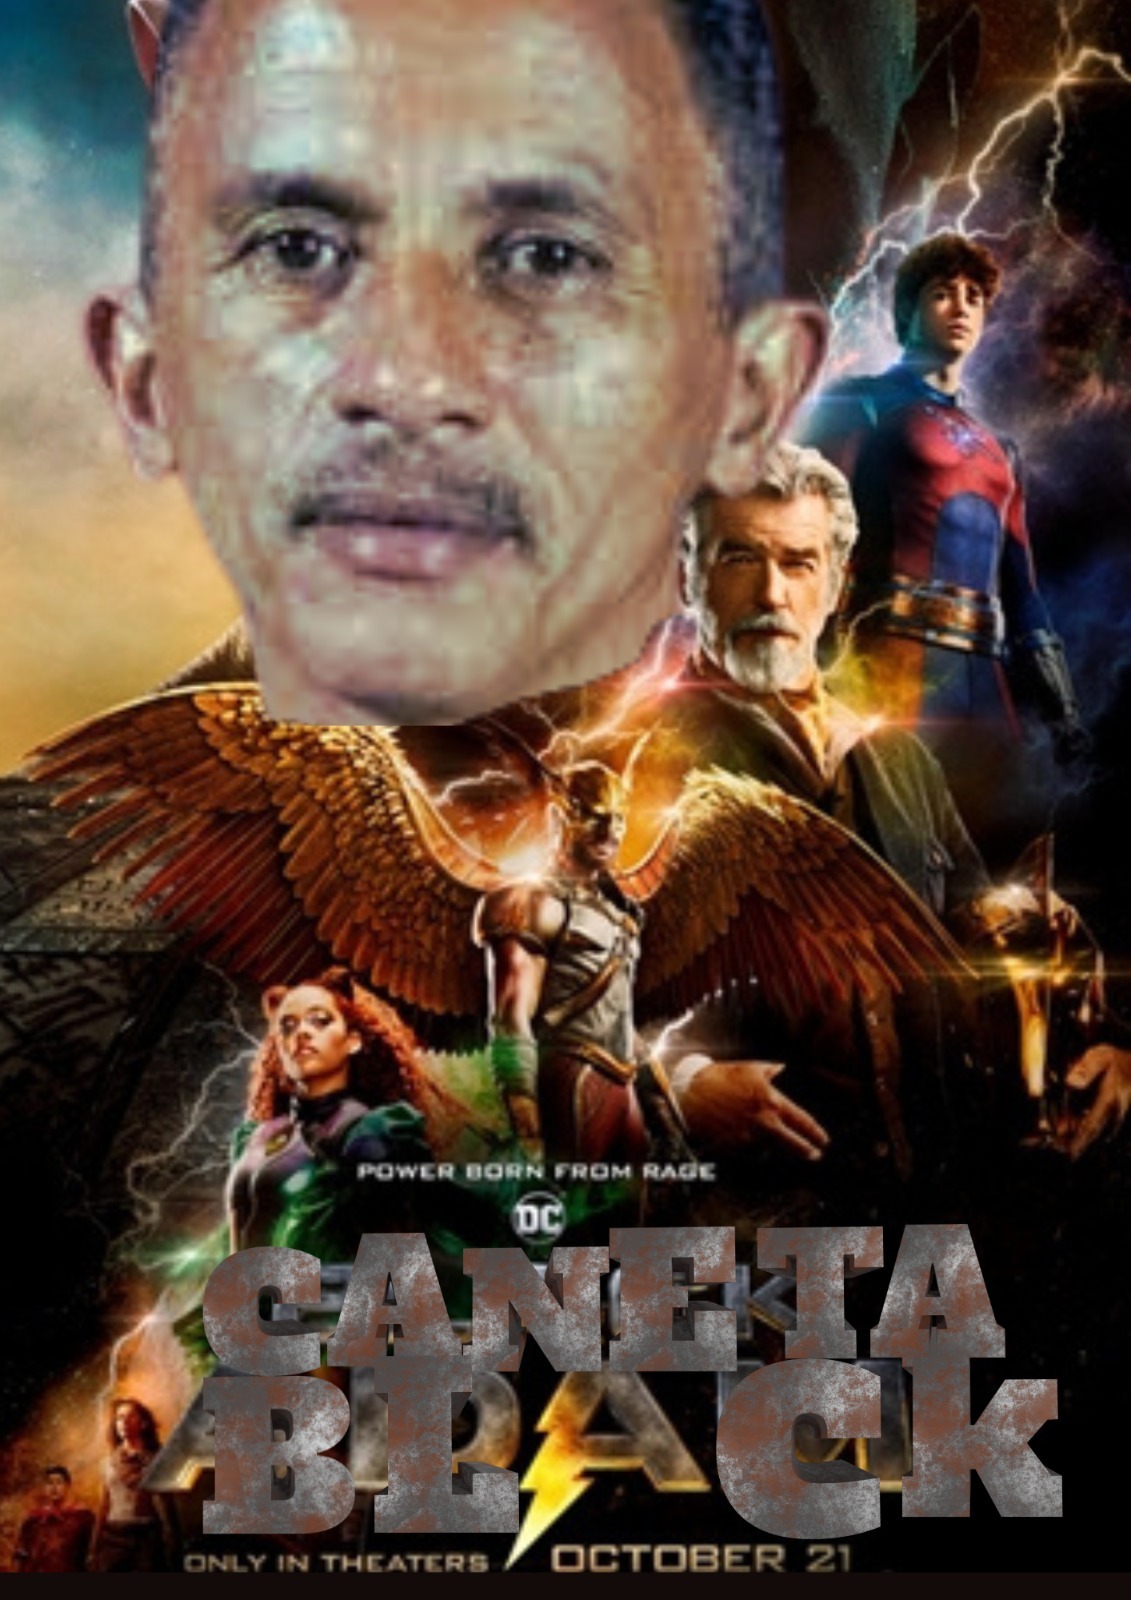 POWER BORN FROM RAGE
DC
CANETA
BLACk
ONLY IN THEATERS OCTOBER 21